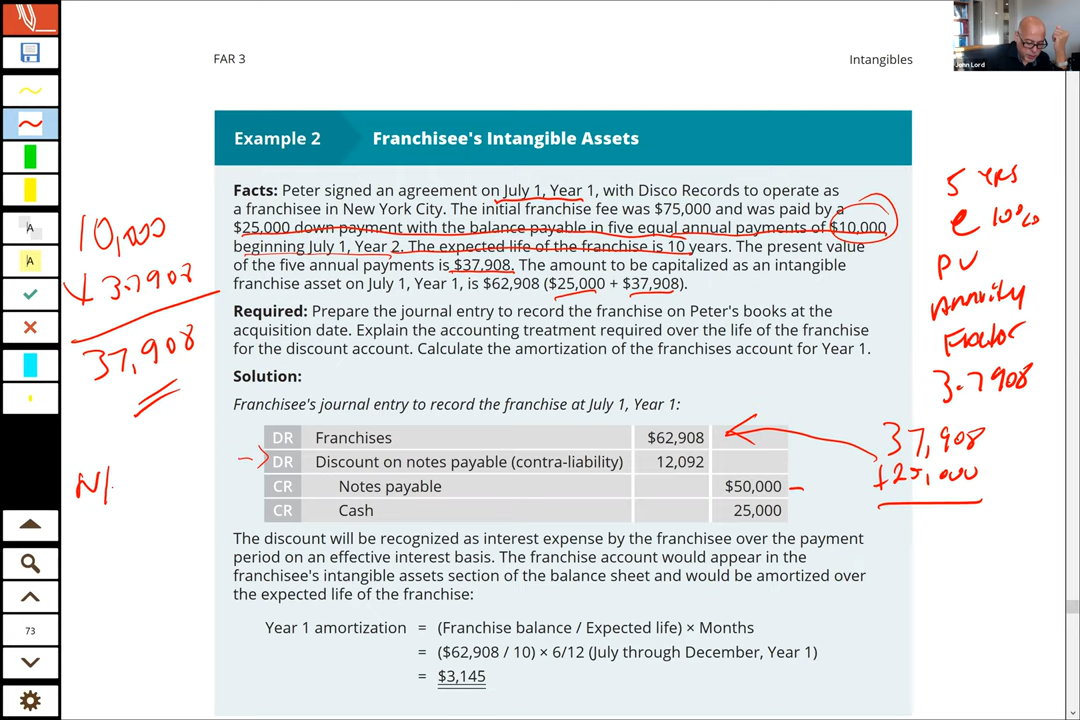 FAR 3
Intangibles
John Lord
Example 2 Franchisee's Intangible Assets
Facts: Peter signed an agreement on July 1, Year 1, with Disco Records to operate as
a franchisee in New York City. The initial franchise fee was $75,000 and was paid by a
$25,000 down payment with the balance payable in five equal annual payments of $10,000
beginning July 1, Year 2. The expected life of the franchise is 10 years. The present value
of the five annual payments is $37,908. The amount to be capitalized as an intangible
franchise asset on July 1, Year 1, is $62,908 ($25,000 + $37,908).
Required: Prepare the journal entry to record the franchise on Peter's books at the
acquisition date. Explain the accounting treatment required over the life of the franchise
for the discount account. Calculate the amortization of the franchises account for Year 1.
Solution:
Franchisee's journal entry to record the franchise at July 1, Year 1:
DR Franchises $62,908
DR Discount on notes payable (contra-liability) 12,092
CR Notes payable $50,000
CR Cash 25,000
The discount will be recognized as interest expense by the franchisee over the payment
period on an effective interest basis. The franchise account would appear in the
franchisee's intangible assets section of the balance sheet and would be amortized over
the expected life of the franchise:
Year 1 amortization = (Franchise balance / Expected life) × Months
= ($62,908 / 10) × 6/12 (July through December, Year 1)
= $3,145
10,000
x 3.7908
37,908
N/
5 YRS
@ 10%
PV
Annuity
Factor
3.7908
37,908
+25,000
A
A
73